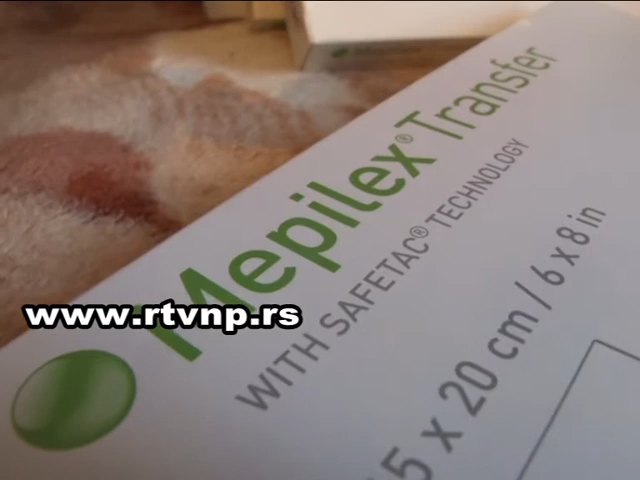 Mepilex® Transfer
WITH SAFETAC® TECHNOLOGY
5 x 20 cm / 6 x 8 in
www.rtvnp.rs